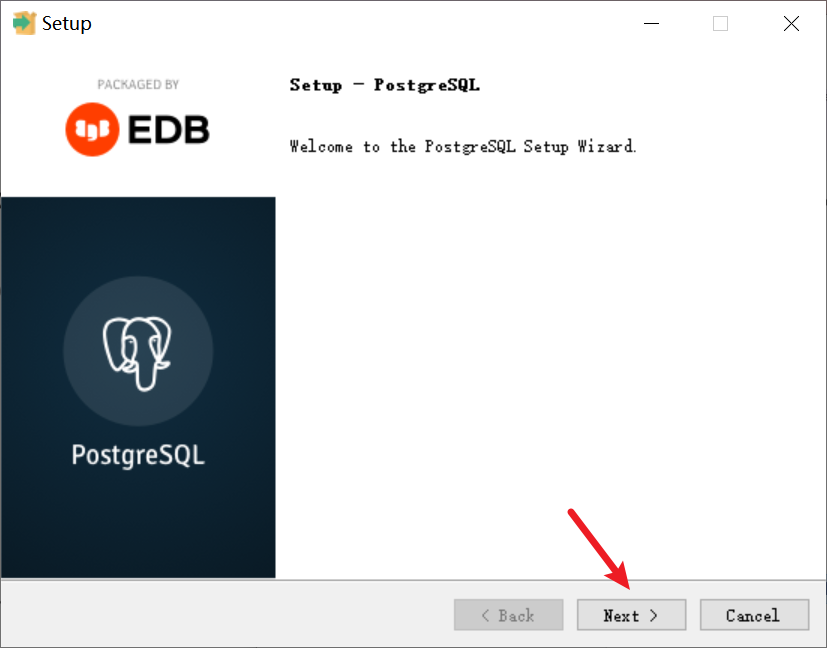 Setup
PACKAGED BY
EDB
Setup - PostgreSQL
Welcome to the PostgreSQL Setup Wizard.
PostgreSQL
< Back
Next >
Cancel